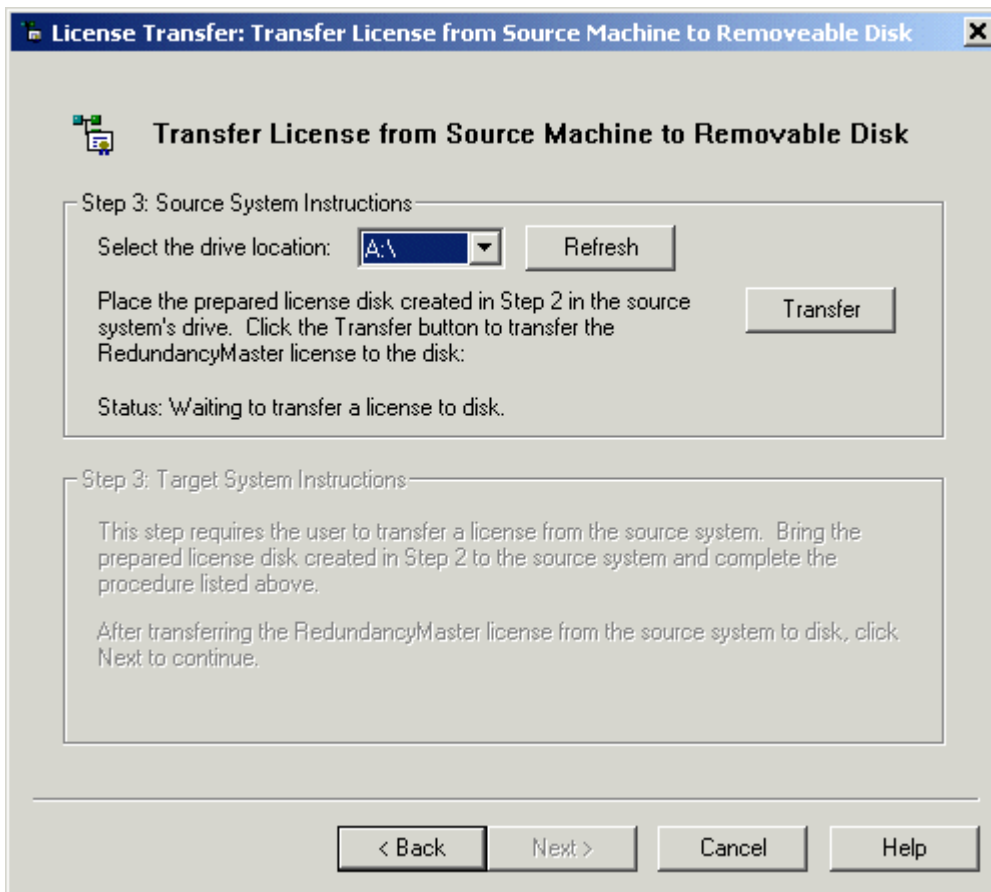 License Transfer: Transfer License from Source Machine to Removeable Disk
Transfer License from Source Machine to Removable Disk
Step 3: Source System Instructions
Select the drive location: A:\ Refresh
Place the prepared license disk created in Step 2 in the source
system's drive. Click the Transfer button to transfer the
RedundancyMaster license to the disk:
Transfer
Status: Waiting to transfer a license to disk.
Step 3: Target System Instructions
This step requires the user to transfer a license from the source system. Bring the
prepared license disk created in Step 2 to the source system and complete the
procedure listed above.
After transferring the RedundancyMaster license from the source system to disk, click
Next to continue.
< Back Next > Cancel Help